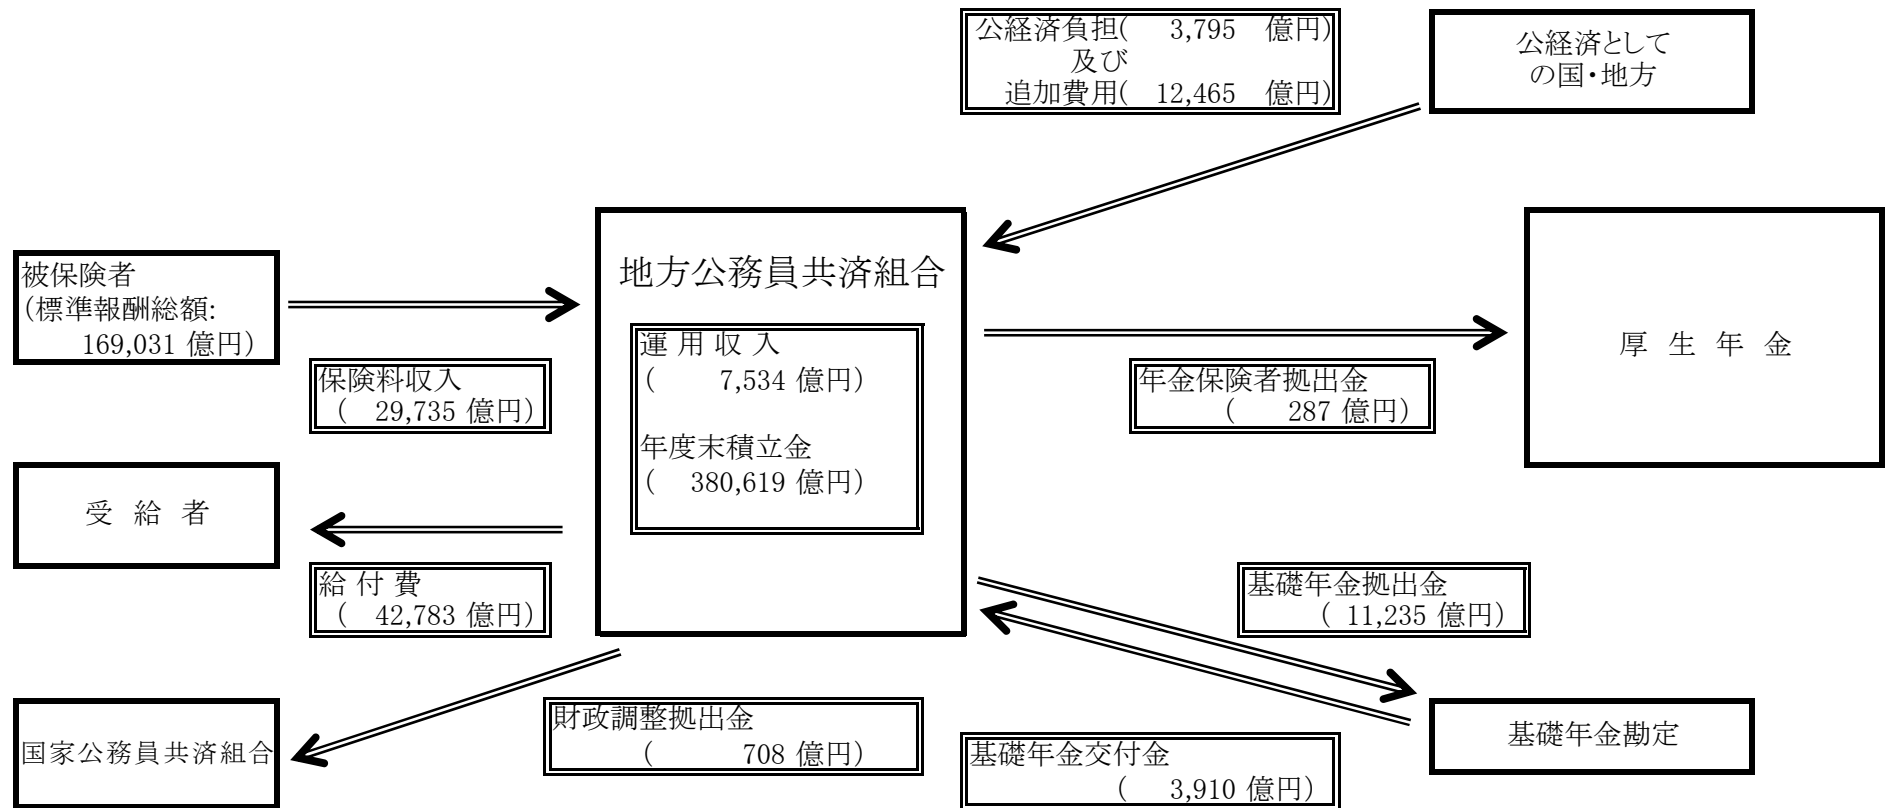 公経済負担( 3,795 億円)
及び
追加費用( 12,465 億円)
公経済として
の国・地方
被保険者
(標準報酬総額:
169,031 億円)
保険料収入
( 29,735 億円)
地方公務員共済組合
運 用 収 入
( 7,534 億円)
年度末積立金
( 380,619 億円)
年金保険者拠出金
( 287 億円)
厚 生 年 金
受 給 者
給 付 費
( 42,783 億円)
基礎年金拠出金
( 11,235 億円)
国家公務員共済組合
財政調整拠出金
( 708 億円)
基礎年金交付金
( 3,910 億円)
基礎年金勘定